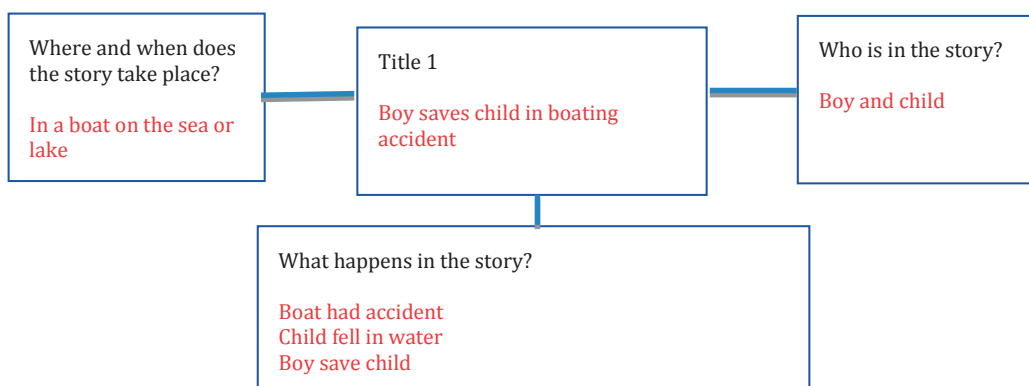 Where and when does
the story take place?
In a boat on the sea or
lake
Title 1
Boy saves child in boating
accident
Who is in the story?
Boy and child
What happens in the story?
Boat had accident
Child fell in water
Boy save child